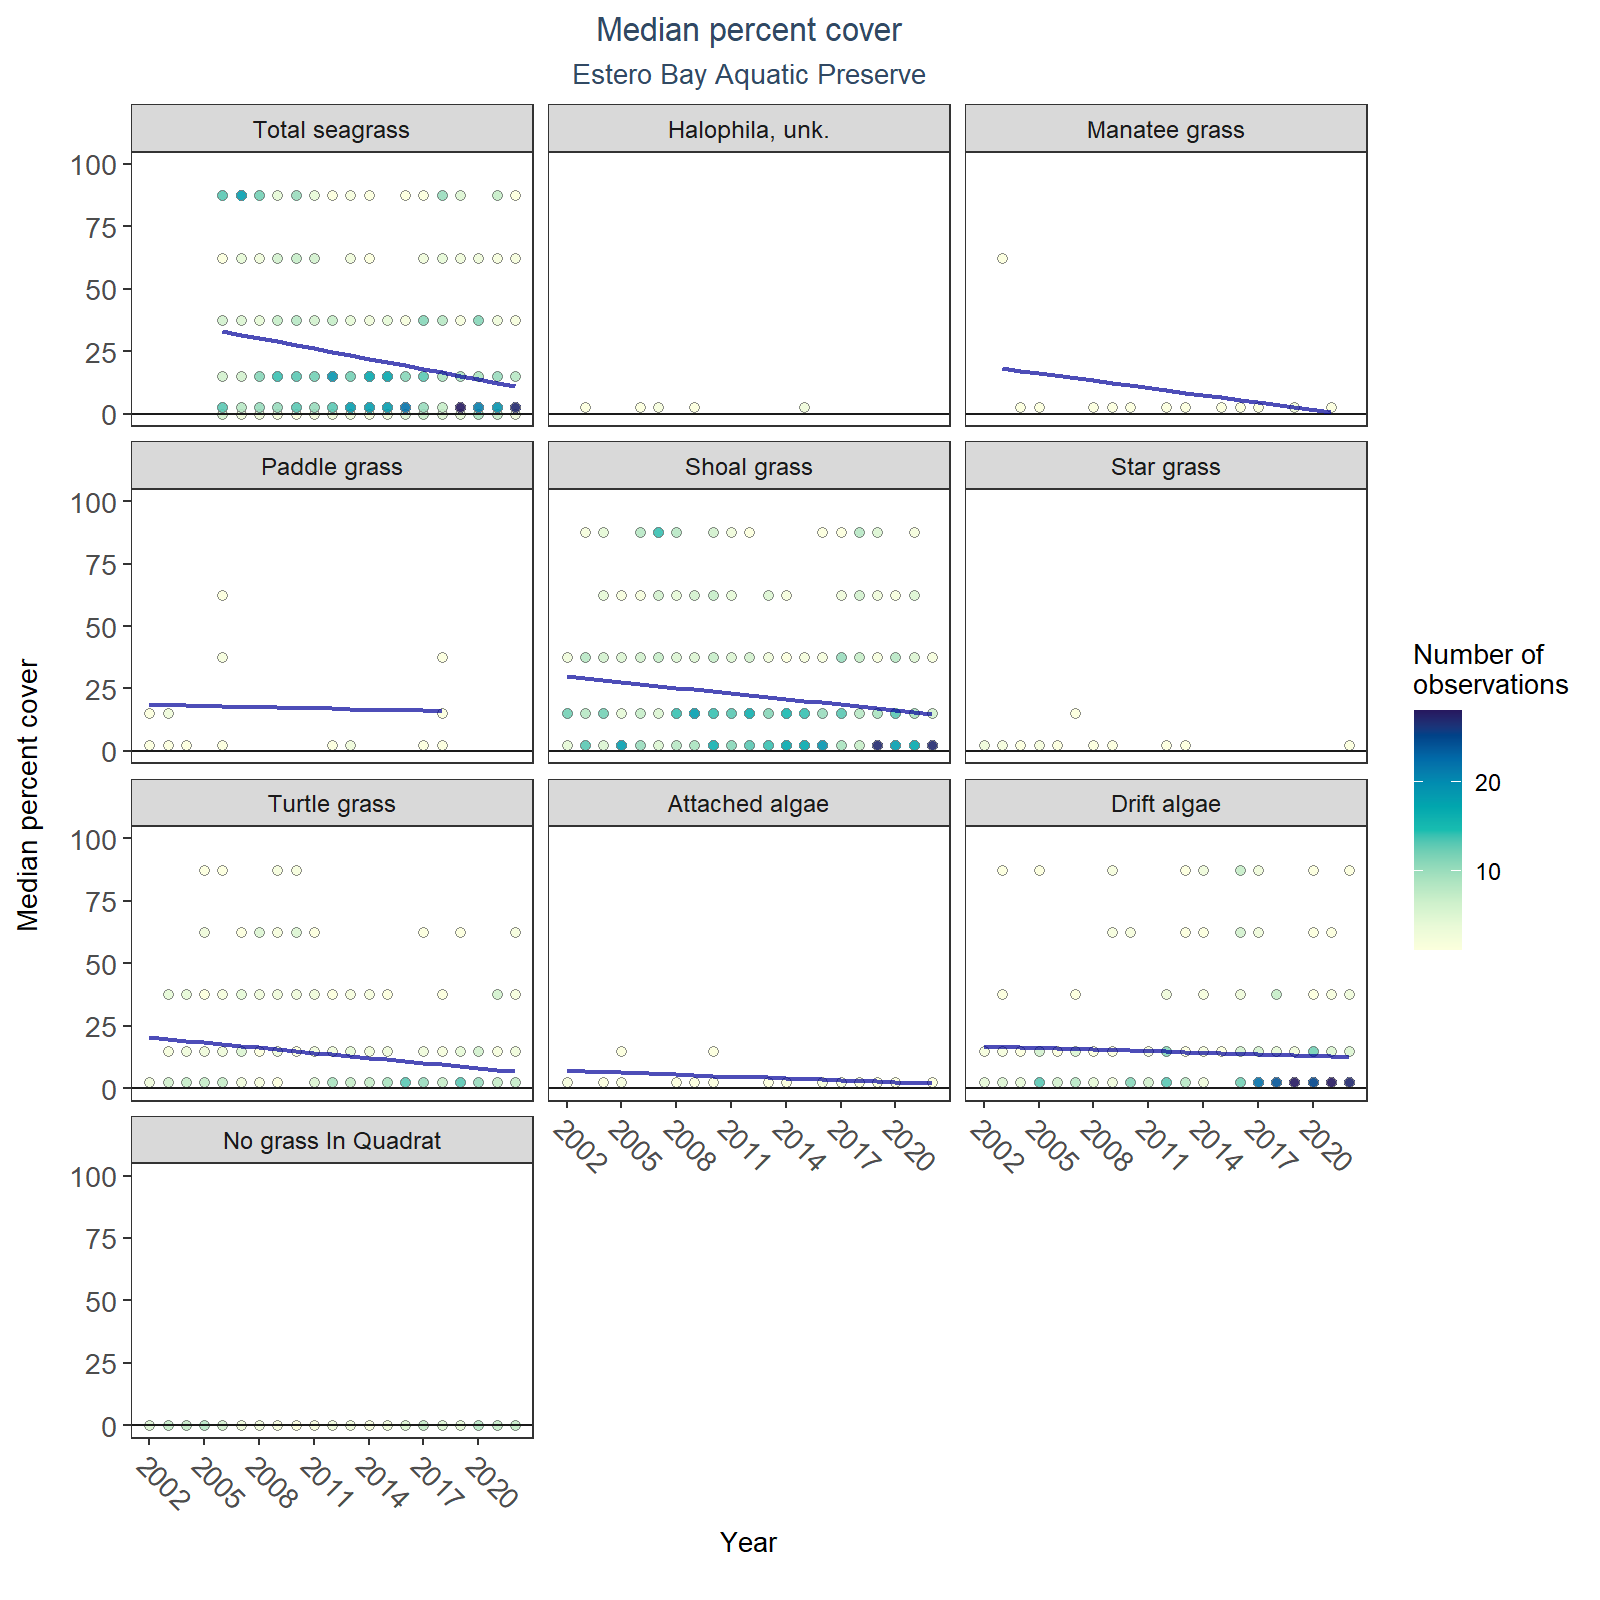 Median percent cover
Estero Bay Aquatic Preserve
Total seagrass
Halophila, unk.
Manatee grass
100
75
50
25
0
Paddle grass
Shoal grass
Star grass
100
75
50
25
0
Turtle grass
Attached algae
Drift algae
100
75
50
25
0
2002 2005 2008 2011 2014 2017 2020
2002 2005 2008 2011 2014 2017 2020
No grass In Quadrat
100
75
50
25
0
2002 2005 2008 2011 2014 2017 2020
Year
Median percent cover
Number of
observations
20
10